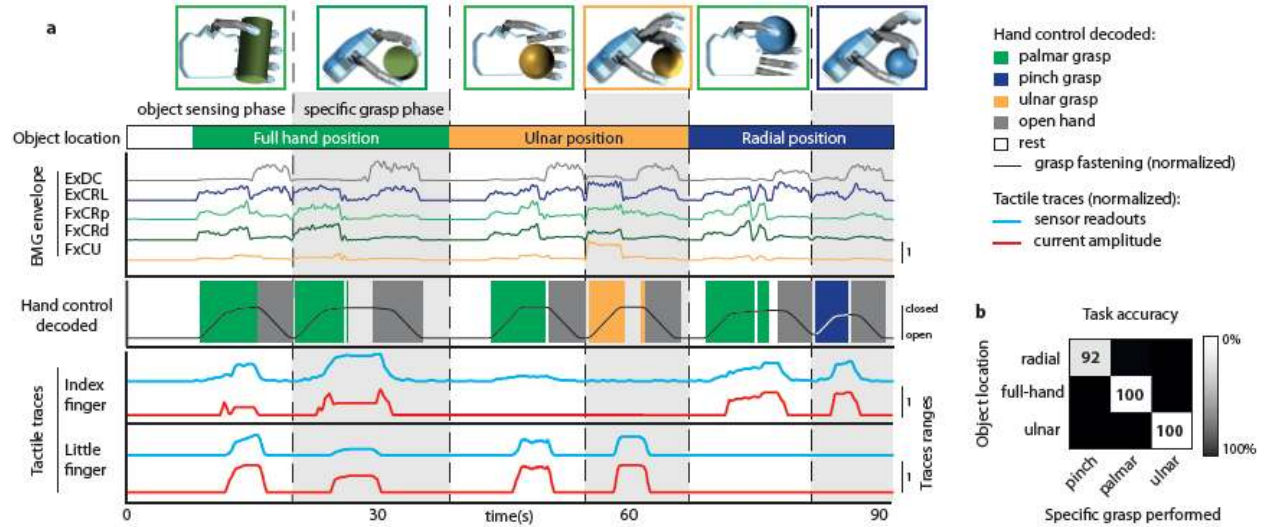 a
object sensing phase
specific grasp phase
Object location
Full hand position
Ulnar position
Radial position
EMG envelope
ExDC
ExCRL
FxCRp
FxCRd
FxCU
1
Hand control
decoded
closed
open
Tactile traces
Index
finger
Little
finger
1
1
Traces ranges
0
30
time(s)
60
90
Hand control decoded:
palmar grasp
pinch grasp
ulnar grasp
open hand
rest
grasp fastening (normalized)
Tactile traces (normalized):
sensor readouts
current amplitude
b
Task accuracy
Object location
radial
full-hand
ulnar
92
100
100
0%
100%
pinch
palmar
ulnar
Specific grasp performed